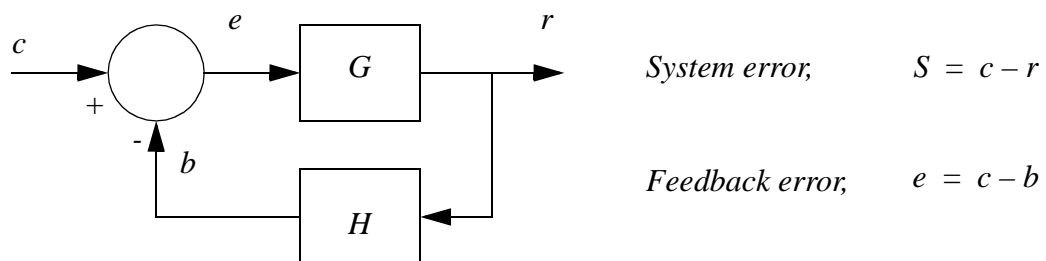 c
e
r
G
System error, S = c – r
+
-
b
Feedback error, e = c – b
H